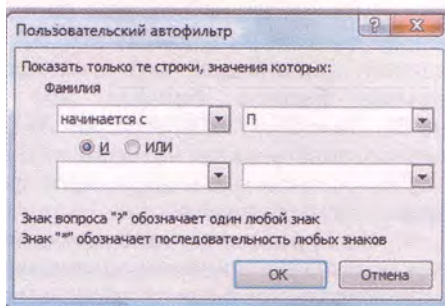 Пользовательский автофильтр
Показать только те строки, значения которых:
Фамилия
начинается с П
И ИЛИ
Знак вопроса "?" обозначает один любой знак
Знак "*" обозначает последовательность любых знаков
ОК Отмена